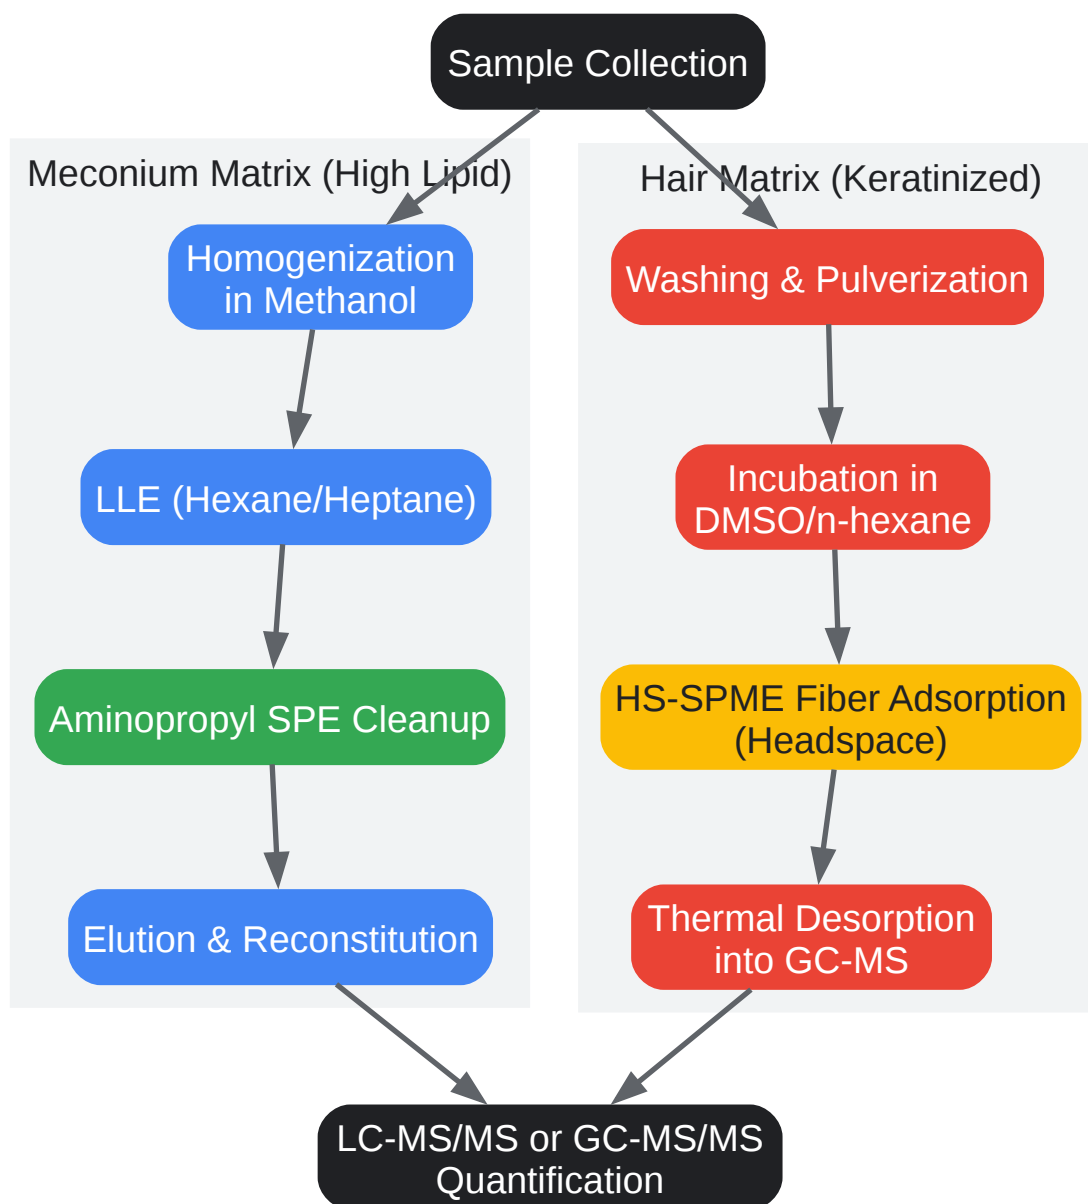 Sample Collection
Meconium Matrix (High Lipid)
Homogenization
in Methanol
LLE (Hexane/Heptane)
Aminopropyl SPE Cleanup
Elution & Reconstitution
Hair Matrix (Keratinized)
Washing & Pulverization
Incubation in
DMSO/n-hexane
HS-SPME Fiber Adsorption
(Headspace)
Thermal Desorption
into GC-MS
LC-MS/MS or GC-MS/MS
Quantification